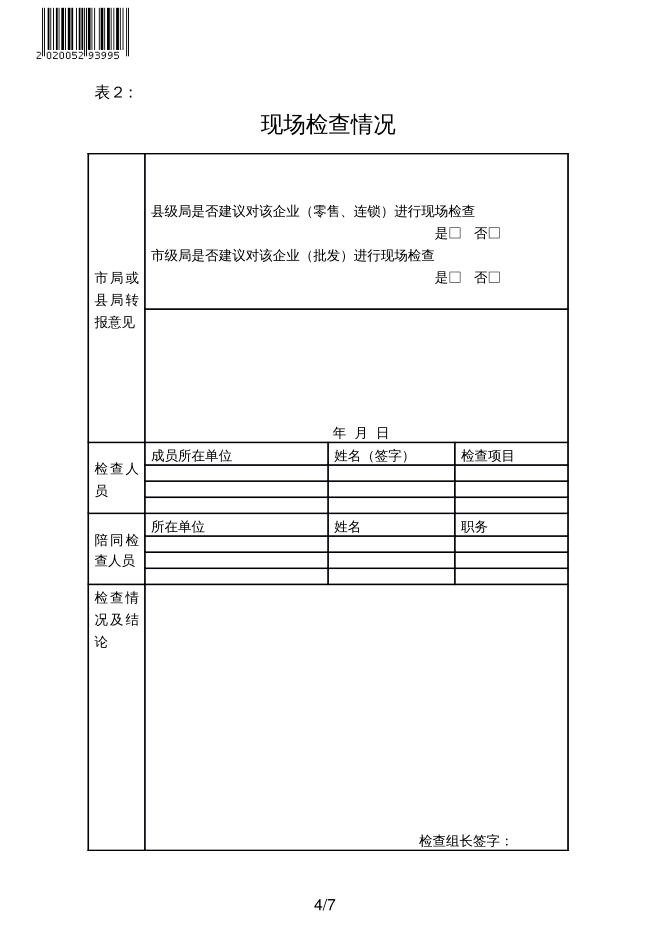 2 020052 93995
表2：
现场检查情况
市局或
县局转
报意见
县级局是否建议对该企业（零售、连锁）进行现场检查
是□ 否□
市级局是否建议对该企业（批发）进行现场检查
是□ 否□
年 月 日
检查人
员
成员所在单位 姓名（签字） 检查项目
陪同检
查人员
所在单位 姓名 职务
检查情
况及结
论
检查组长签字：
4/7